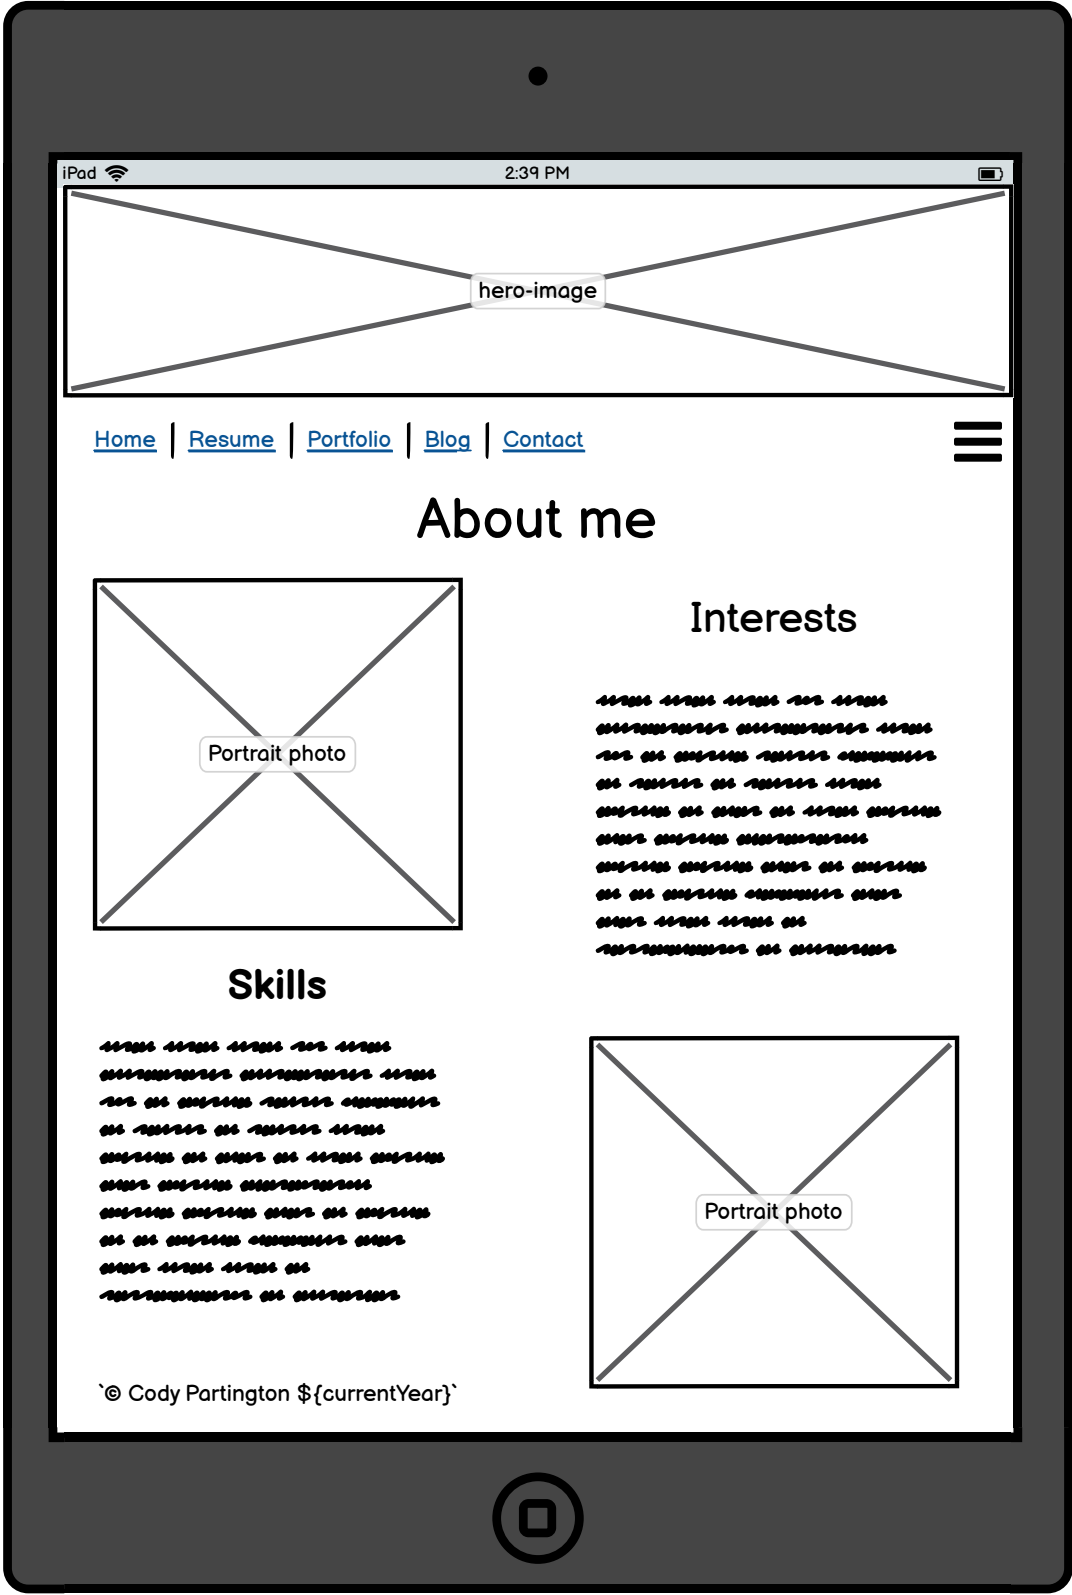 iPad
2:39 PM
hero-image
Home Resume Portfolio Blog Contact
About me
Portrait photo
Interests
Skills
Portrait photo
`© Cody Partington ${currentYear}`